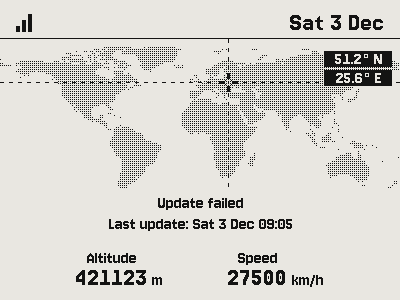 Sat 3 Dec
51.2° N
25.6° E
Update failed
Last update: Sat 3 Dec 09:05
Altitude Speed
421123 m 27500 km/h